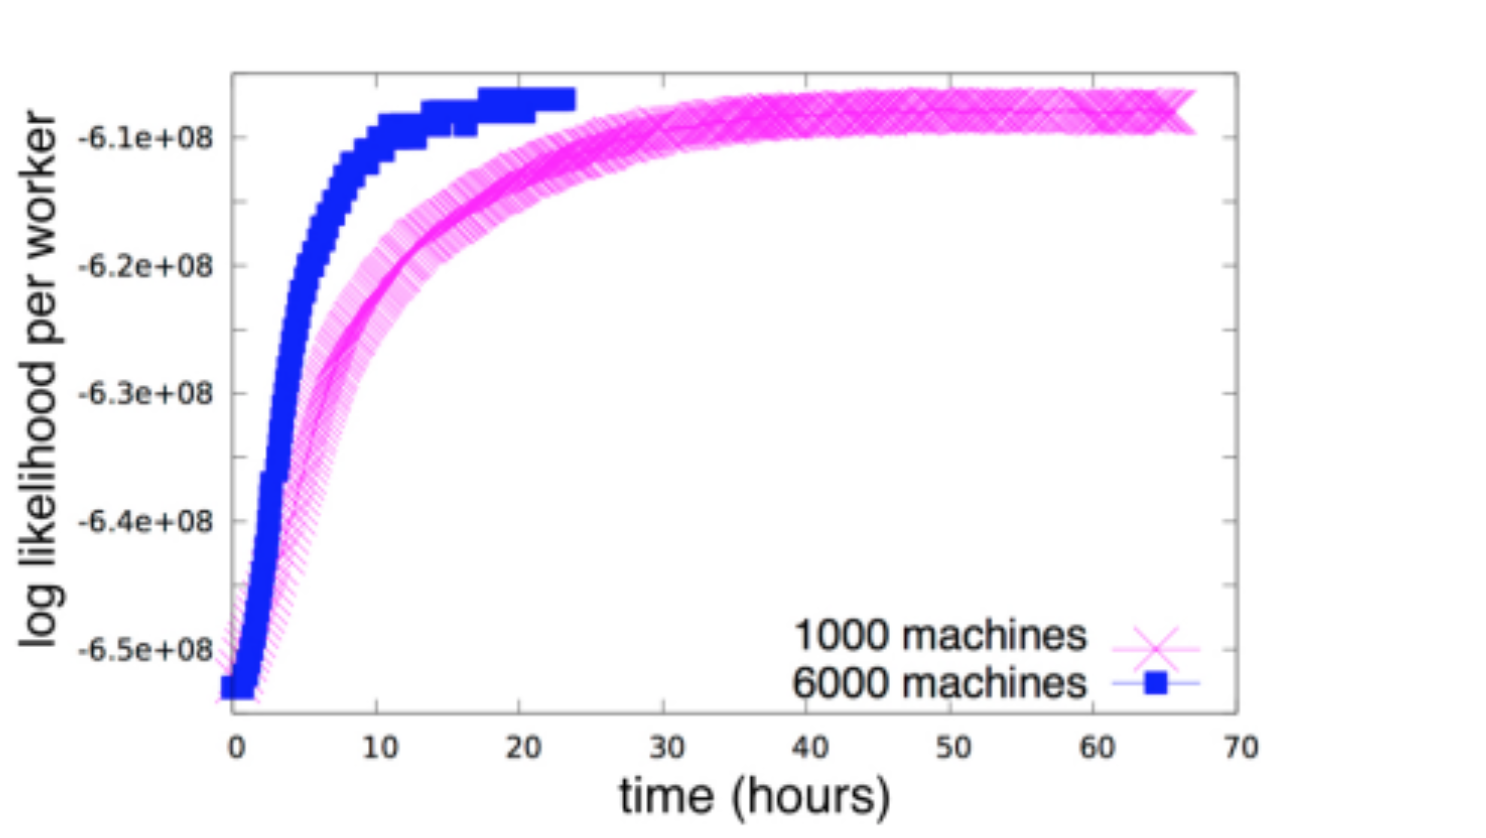 log likelihood per worker
-6.1e+08
-6.2e+08
-6.3e+08
-6.4e+08
-6.5e+08
1000 machines
6000 machines
0 10 20 30 40 50 60 70
time (hours)